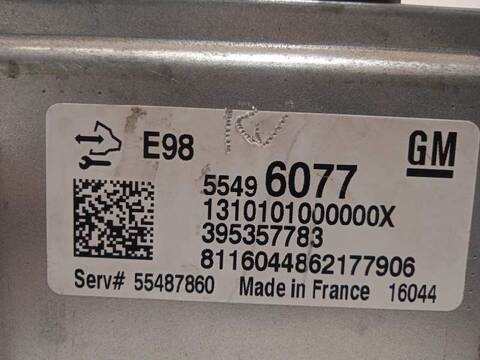 E98
GM
5549 6077
1310101000000X
395357783
8116044862177906
Serv# 55487860 Made in France 16044